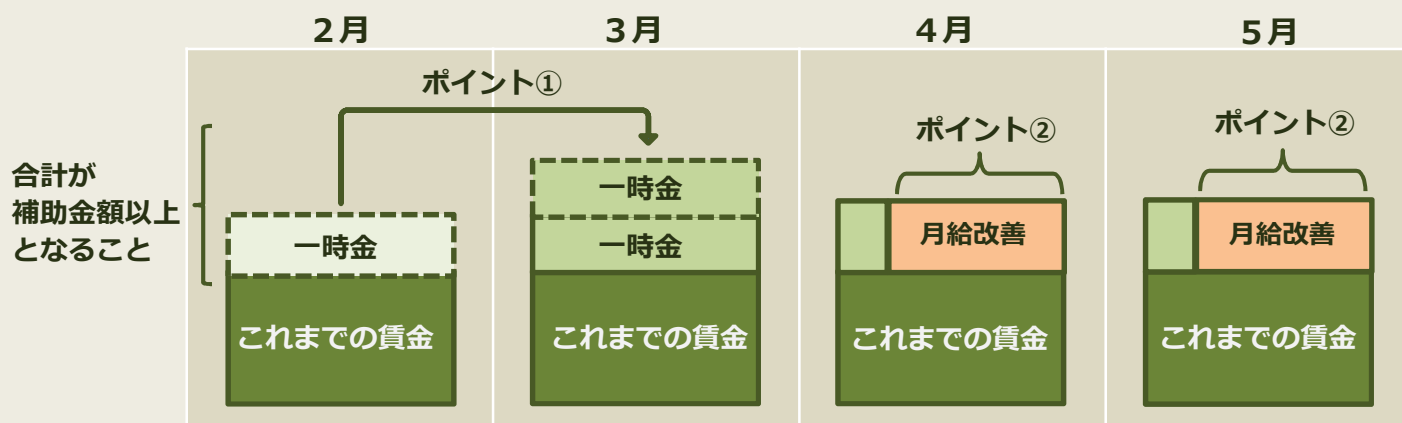 ２月
３月
４月
５月
ポイント①
ポイント②
ポイント②
合計が
補助金額以上
となること
一時金
一時金
一時金
月給改善
月給改善
これまでの賃金
これまでの賃金
これまでの賃金
これまでの賃金